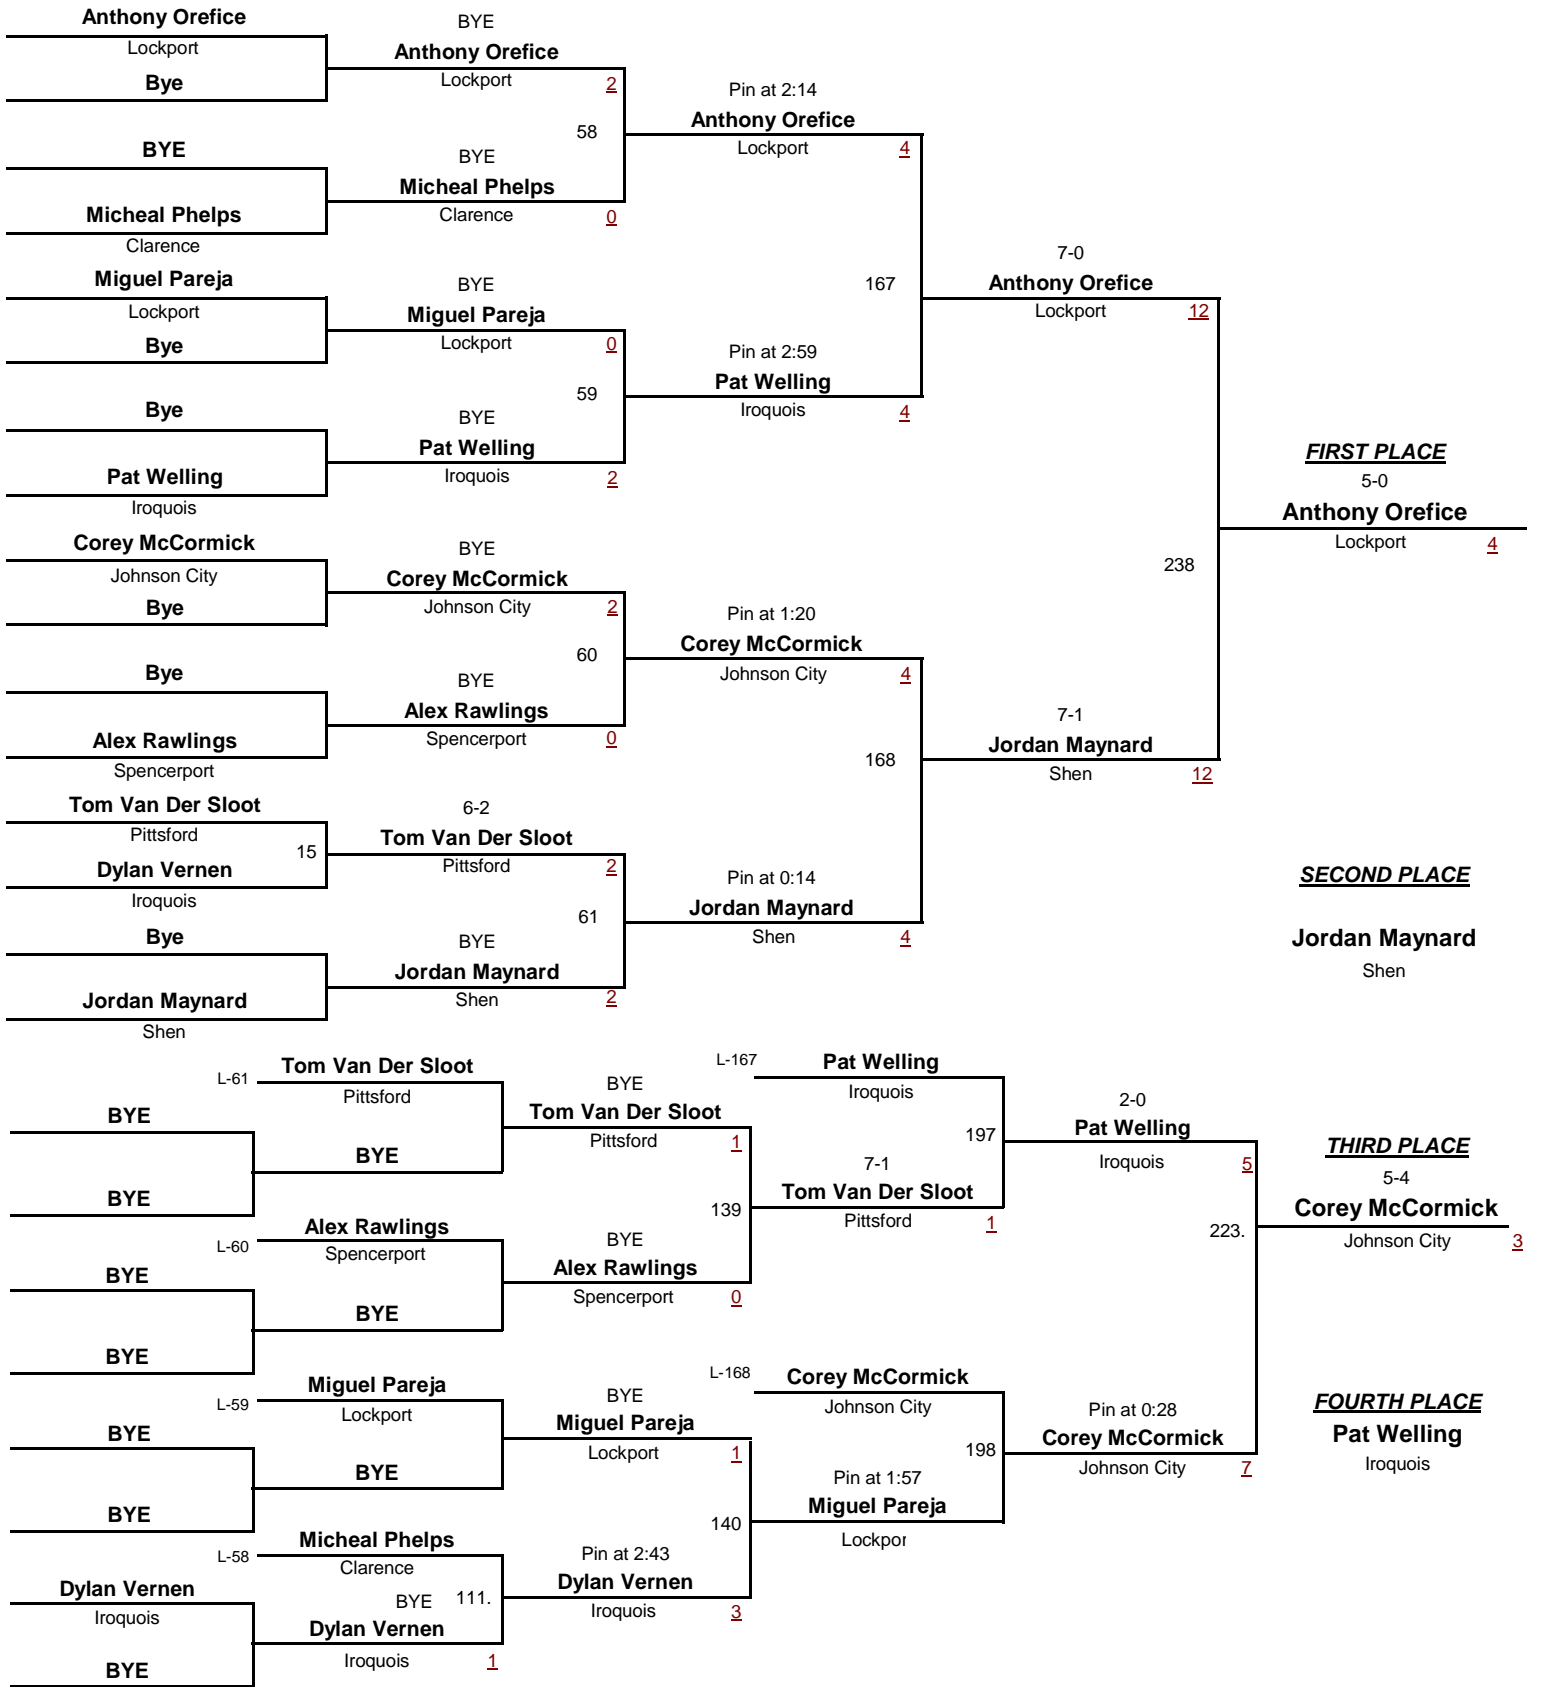 Anthony Orefice
Lockport
Bye
BYE
Micheal Phelps
Clarence
Miguel Pareja
Lockport
Bye
Bye
Pat Welling
Iroquois
Corey McCormick
Johnson City
Bye
Bye
Alex Rawlings
Spencerport
Tom Van Der Sloot
Pittsford
15
Dylan Vernen
Iroquois
Bye
Jordan Maynard
Shen
BYE
Anthony Orefice
Lockport 2
58
BYE
Micheal Phelps
Clarence 0
BYE
Miguel Pareja
Lockport 0
59
BYE
Pat Welling
Iroquois 2
BYE
Corey McCormick
Johnson City 2
60
BYE
Alex Rawlings
Spencerport 0
6-2
Tom Van Der Sloot
Pittsford 2
61
BYE
Jordan Maynard
Shen 2
Pin at 2:14
Anthony Orefice
Lockport 4
167
Pin at 2:59
Pat Welling
Iroquois 4
Pin at 1:20
Corey McCormick
Johnson City 4
168
Pin at 0:14
Jordan Maynard
Shen 4
7-0
Anthony Orefice
Lockport 12
238
7-1
Jordan Maynard
Shen 12
FIRST PLACE
5-0
Anthony Orefice
Lockport 4
SECOND PLACE
Jordan Maynard
Shen
BYE
BYE
BYE
BYE
BYE
BYE
Dylan Vernen
Iroquois
BYE
L-61 Tom Van Der Sloot
Pittsford
BYE
L-60 Alex Rawlings
Spencerport
BYE
L-59 Miguel Pareja
Lockport
BYE
L-58 Micheal Phelps
Clarence
BYE 111.
Dylan Vernen
Iroquois 1
BYE
Tom Van Der Sloot
Pittsford 1
139
BYE
Alex Rawlings
Spencerport 0
BYE
Miguel Pareja
Lockport 1
140
Pin at 2:43
Dylan Vernen
Iroquois 3
L-167 Pat Welling
Iroquois
197
7-1
Tom Van Der Sloot
Pittsford 1
L-168 Corey McCormick
Johnson City
198
Pin at 1:57
Miguel Pareja
Lockpor
2-0
Pat Welling
Iroquois 5
223.
Pin at 0:28
Corey McCormick
Johnson City 7
THIRD PLACE
5-4
Corey McCormick
Johnson City 3
FOURTH PLACE
Pat Welling
Iroquois